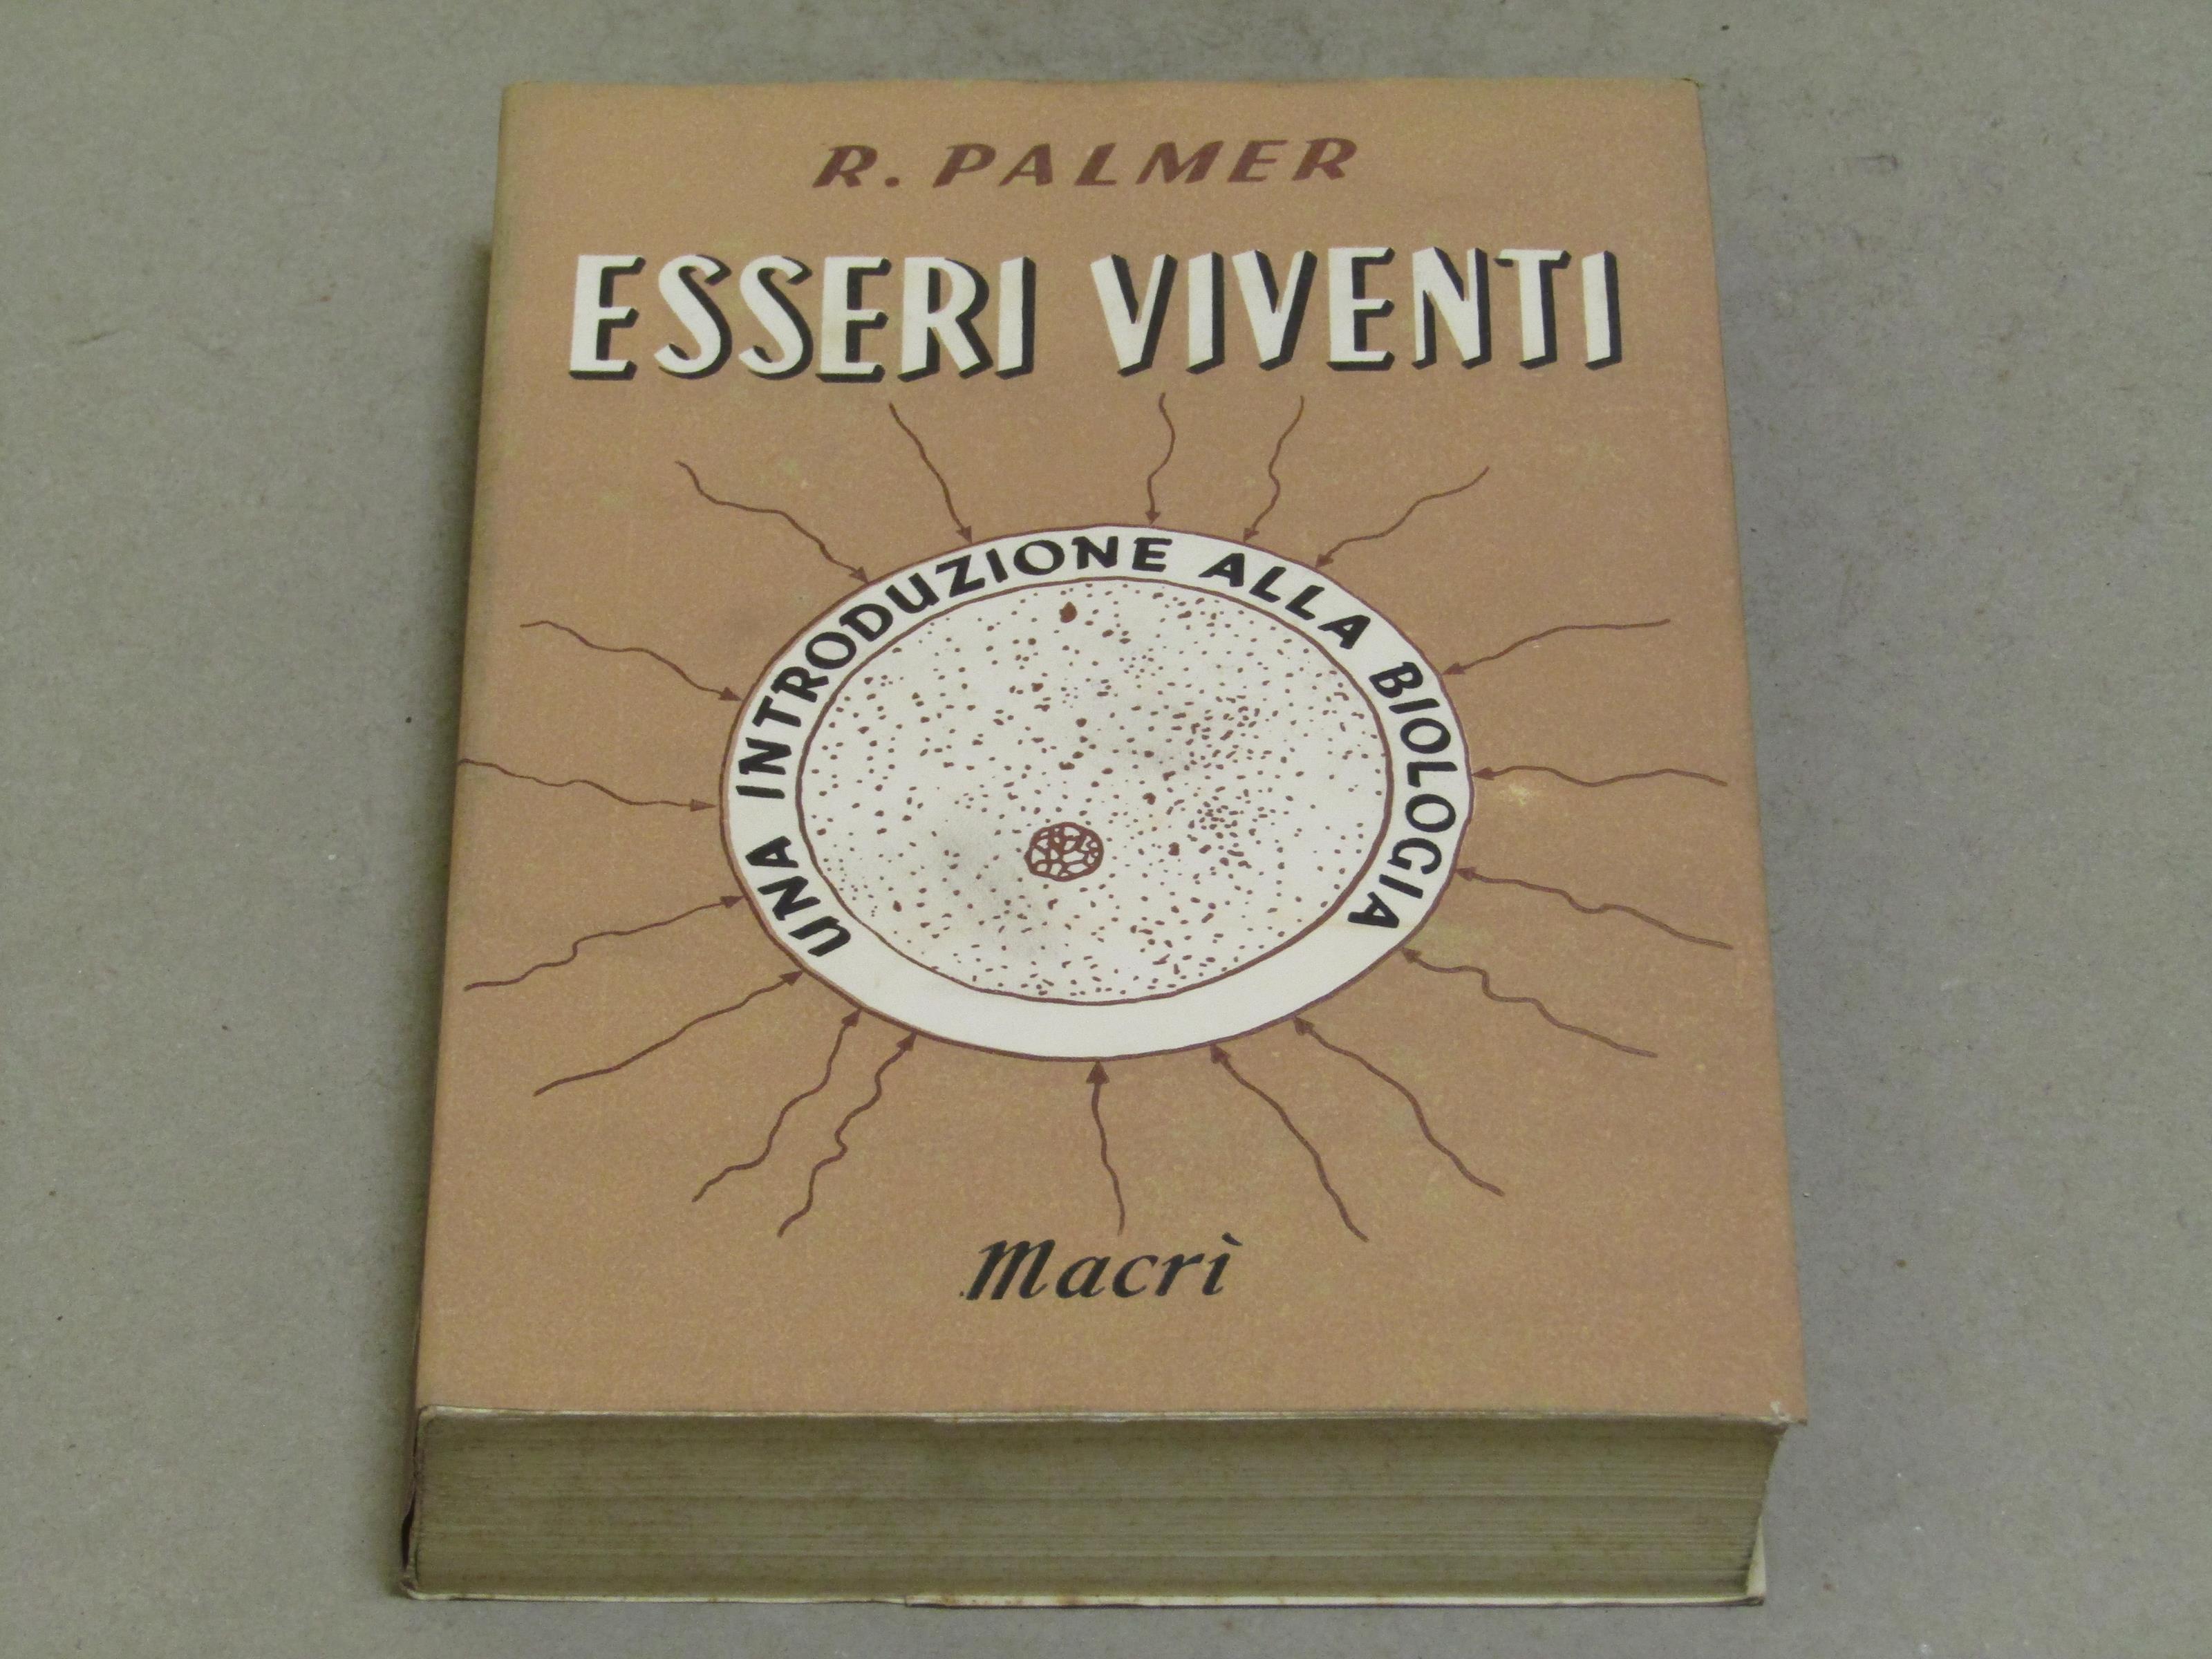 R. PALMER
ESSERI VIVENTI
UNA INTRODUZIONE ALLA BIOLOGIA
Macrì